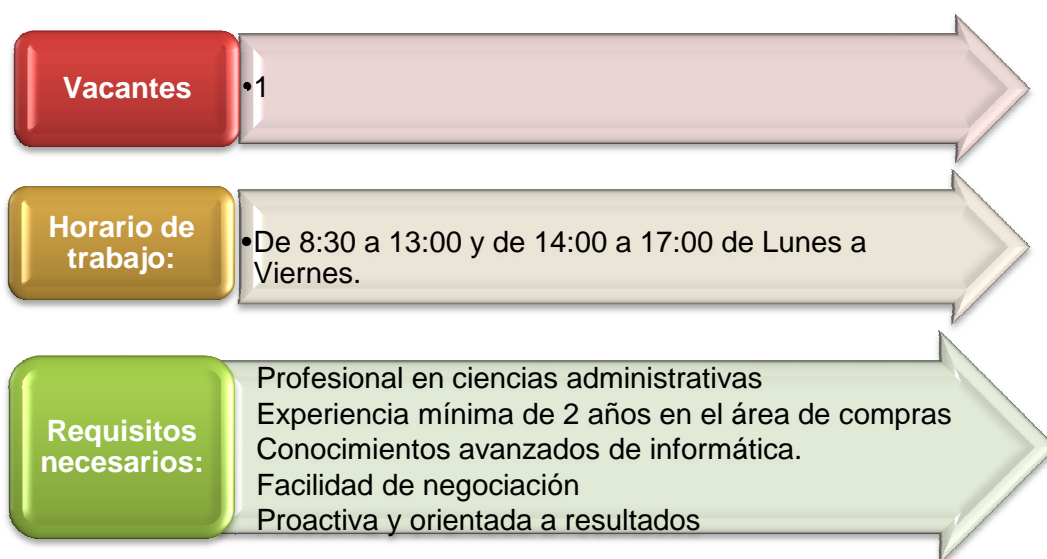 Vacantes
•1
Horario de
trabajo:
•De 8:30 a 13:00 y de 14:00 a 17:00 de Lunes a
Viernes.
Requisitos
necesarios:
Profesional en ciencias administrativas
Experiencia mínima de 2 años en el área de compras
Conocimientos avanzados de informática.
Facilidad de negociación
Proactiva y orientada a resultados